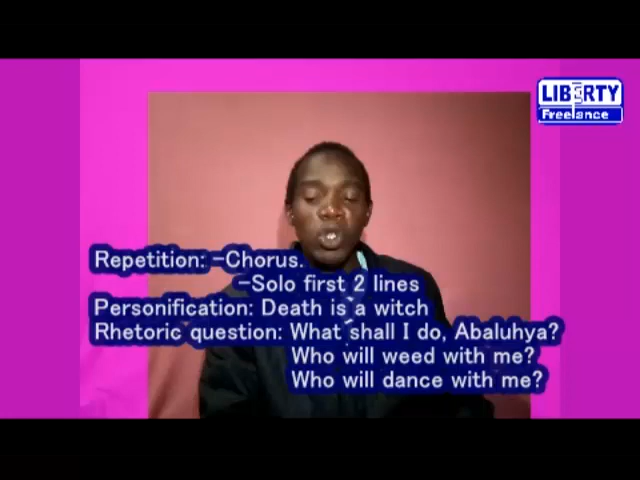 LIBERTY
Freelance
Repetition: -Chorus.
-Solo first 2 lines
Personification: Death is a witch
Rhetoric question: What shall I do, Abaluhya?
Who will weed with me?
Who will dance with me?